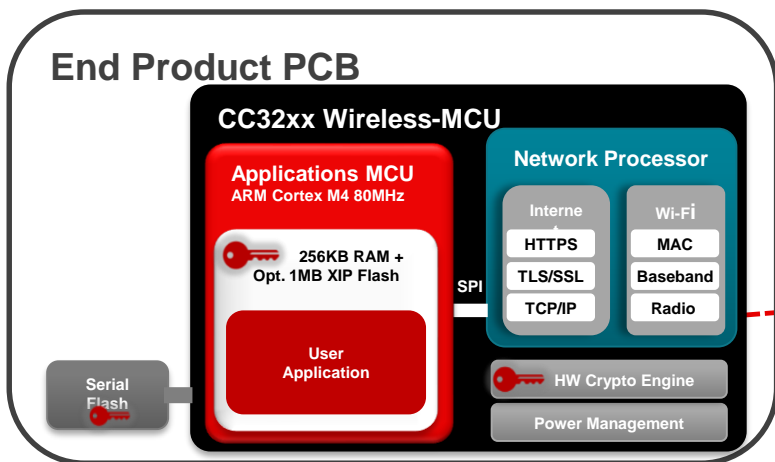 End Product PCB
CC32xx Wireless-MCU
Applications MCU
ARM Cortex M4 80MHz
256KB RAM +
Opt. 1MB XIP Flash
User
Application
SPI
Network Processor
Interne
HTTPS
TLS/SSL
TCP/IP
Wi-Fi
MAC
Baseband
Radio
HW Crypto Engine
Power Management
Serial
Flash